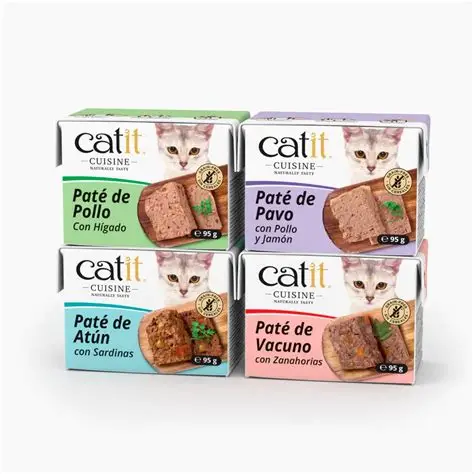 catit
CUISINE
NATURALLY TASTY
Paté de
Pollo
Con Hígado
e 95 g
catit
CUISINE
NATURALLY TASTY
Paté de
Pavo
con Pollo
y Jamón
e 95 g
catit
CUISINE
NATURALLY TASTY
Paté de
Atún
con Sardinas
e 95 g
catit
CUISINE
NATURALLY TASTY
Paté de
Vacuno
con Zanahorias
e 95 g